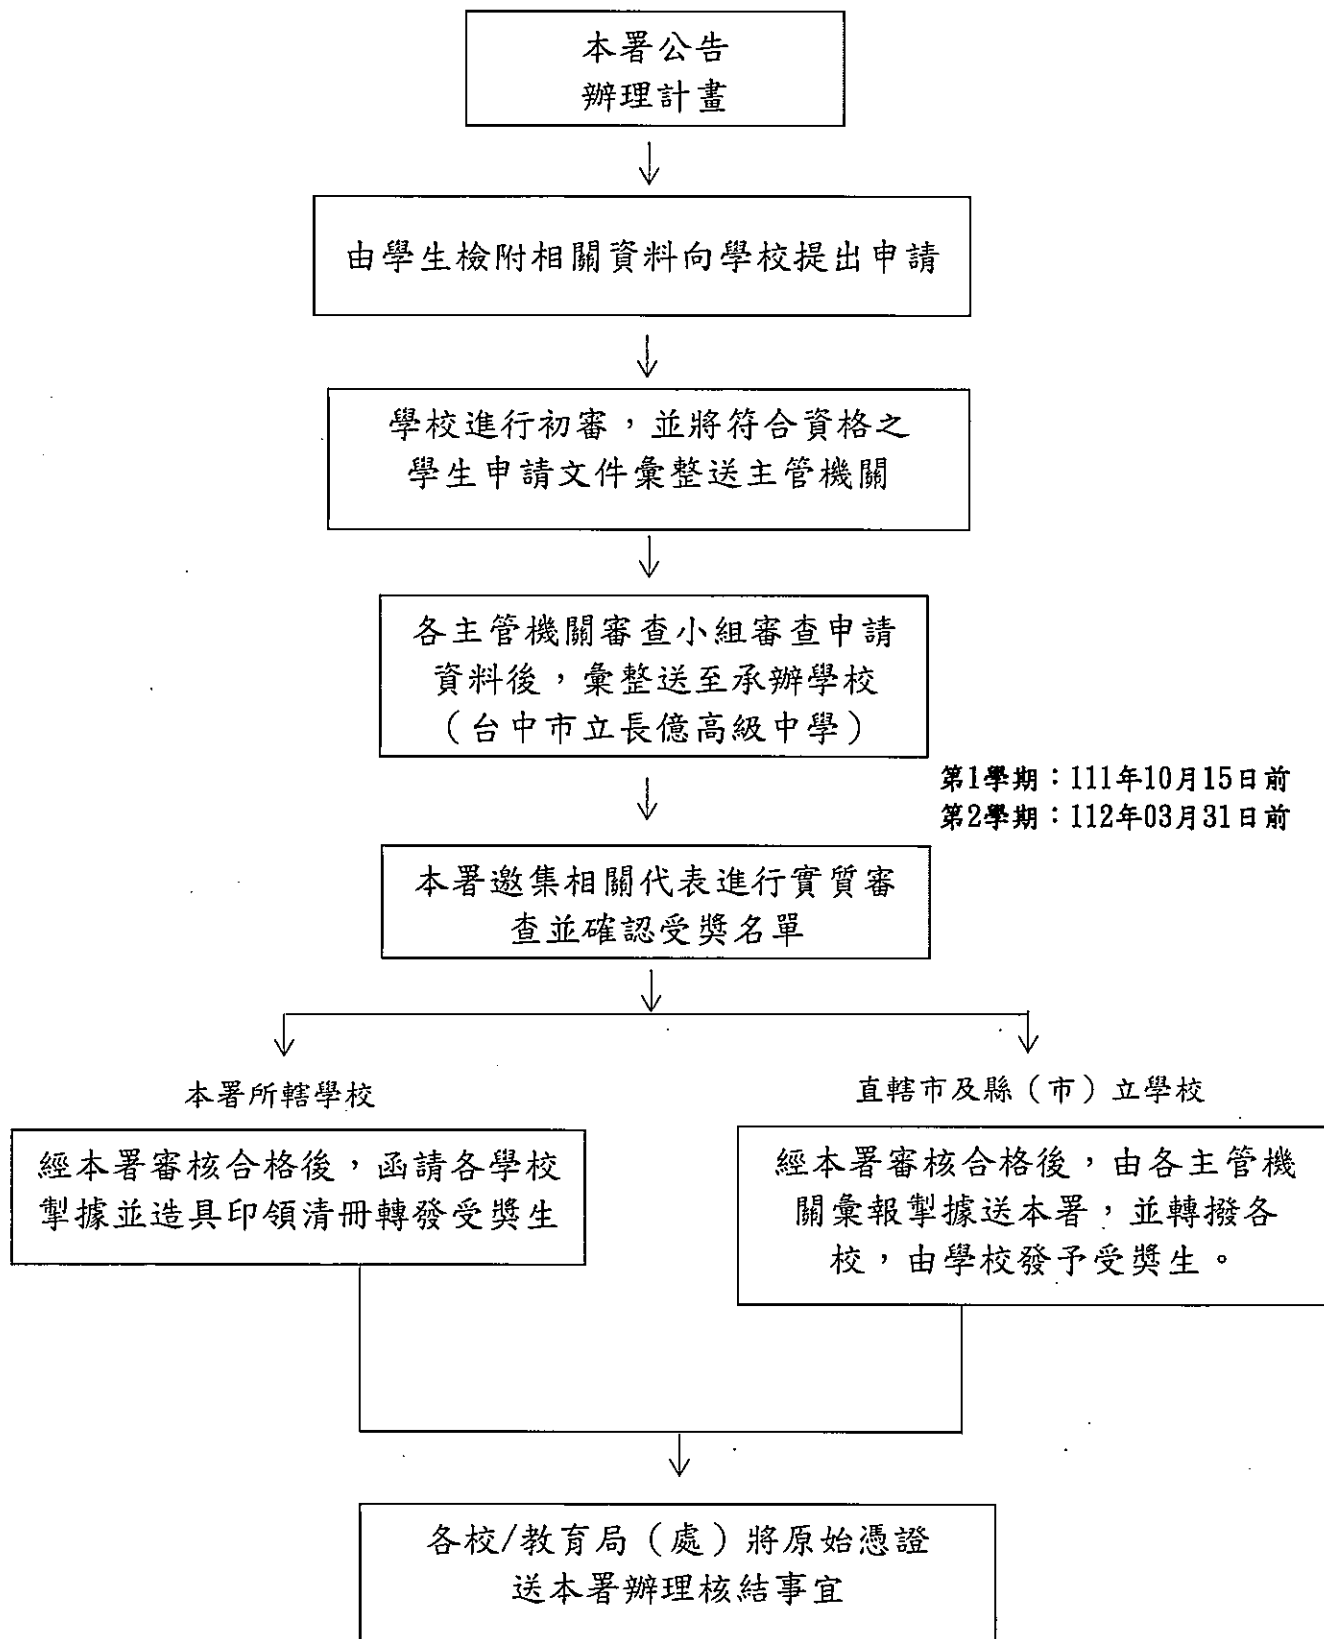 本署公告
辦理計畫
由學生檢附相關資料向學校提出申請
學校進行初審，並將符合資格之
學生申請文件彙整送主管機關
各主管機關審查小組審查申請
資料後，彙整送至承辦學校
（台中市立長億高級中學）
第1學期：111年10月15日前
第2學期：112年03月31日前
本署邀集相關代表進行實質審
查並確認受獎名單
本署所轄學校
經本署審核合格後，函請各學校
掣據並造具印領清冊轉發受獎生
直轄市及縣（市）立學校
經本署審核合格後，由各主管機
關彙報掣據送本署，並轉撥各
校，由學校發予受獎生。
各校/教育局（處）將原始憑證
送本署辦理核結事宜